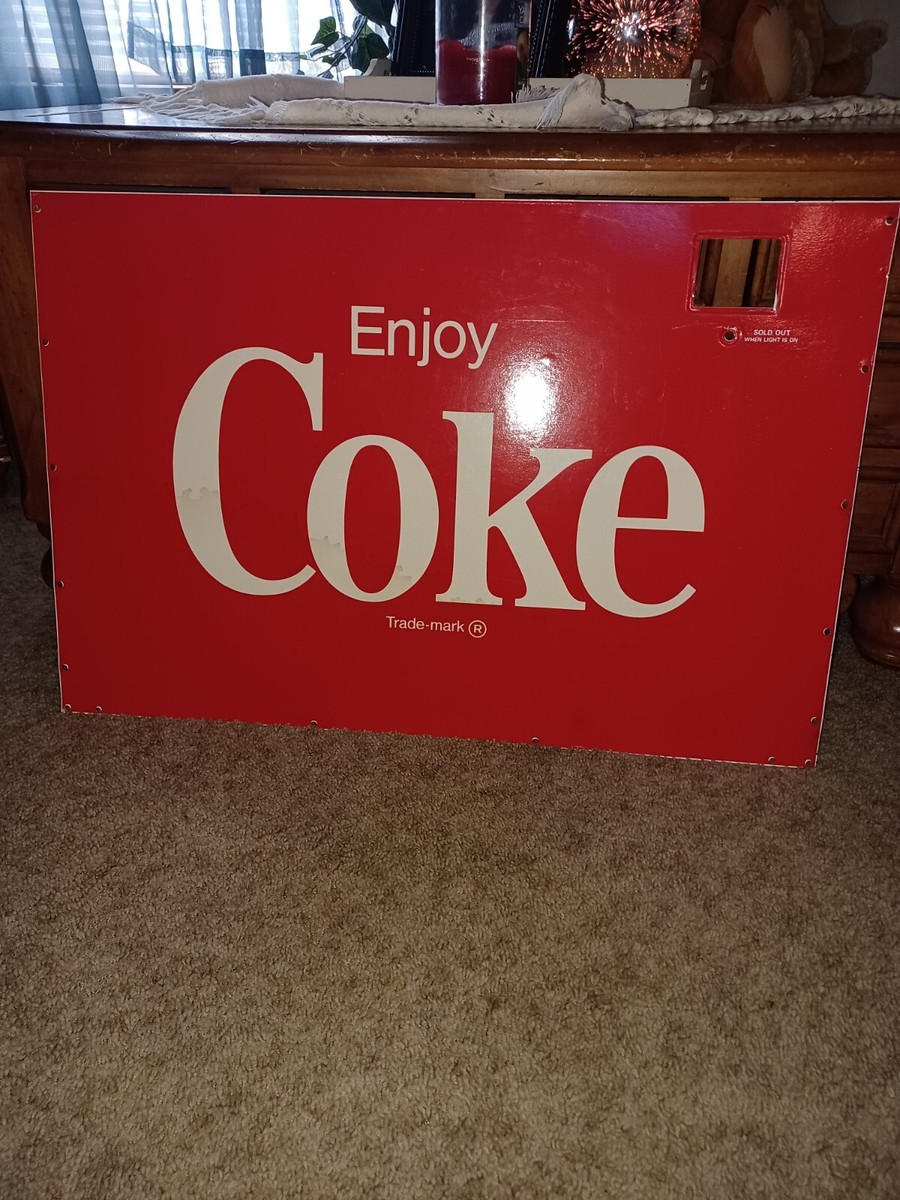 Enjoy
Coke
Trade-mark ®
SOLD OUT
WHEN LIGHT IS ON